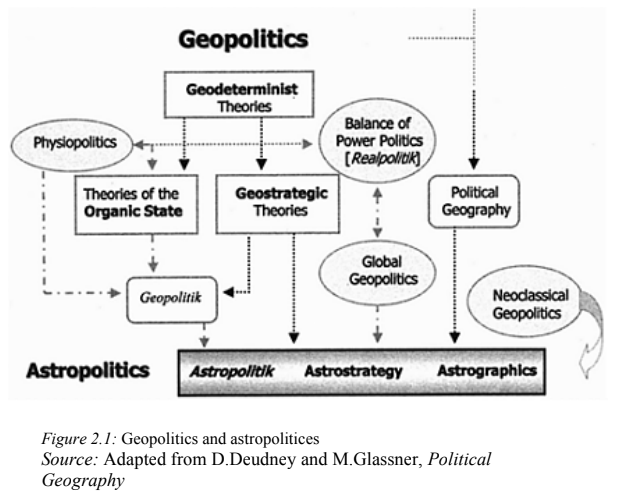 Geopolitics
Geodeterminist
Theories
Physiopolitics
Balance of
Power Politics
[Realpolitik]
Theories of the
Organic State
Geostrategic
Theories
Political
Geography
Global
Geopolitics
Geopolitik
Neoclassical
Geopolitics
Astropolitics
Astropolitik
Astrostrategy
Astrographics
Figure 2.1: Geopolitics and astropolitices
Source: Adapted from D.Deudney and M.Glassner, Political
Geography